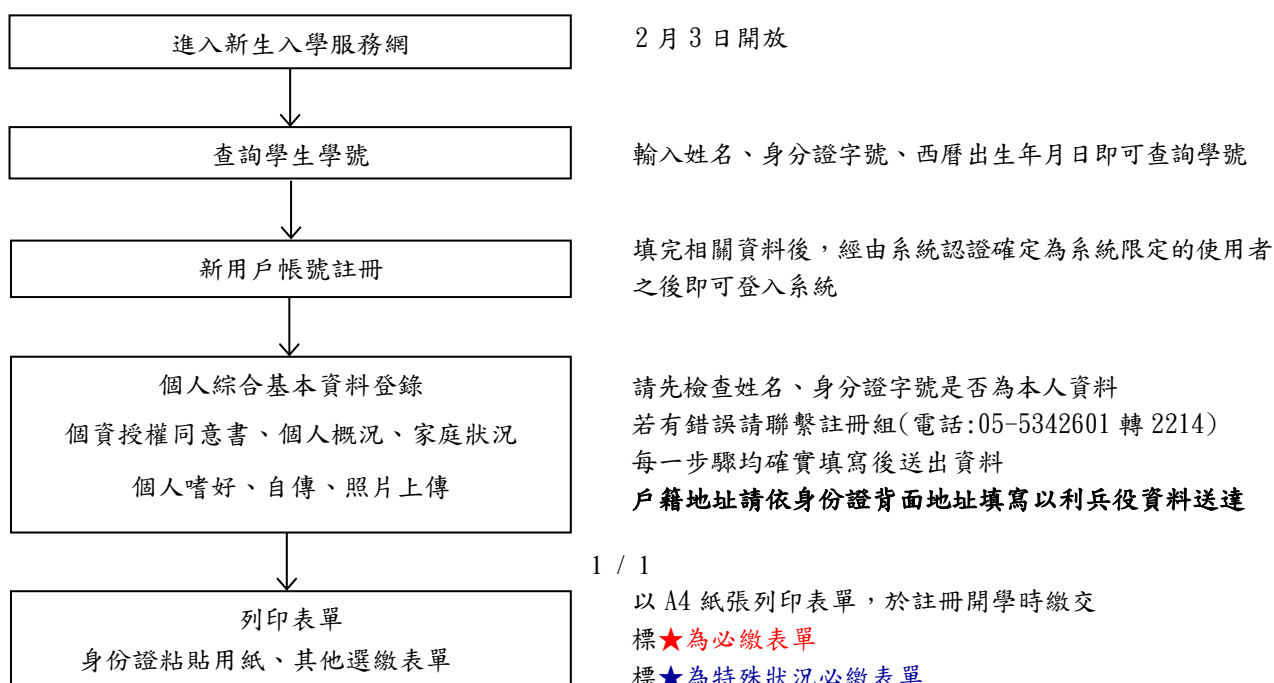 進入新生入學服務網
2月3日開放
查詢學生學號
輸入姓名、身分證字號、西曆出生年月日即可查詢學號
新用戶帳號註冊
填完相關資料後，經由系統認證確定為系統限定的使用者
之後即可登入系統
個人綜合基本資料登錄
個資授權同意書、個人概況、家庭狀況
個人嗜好、自傳、照片上傳
請先檢查姓名、身分證字號是否為本人資料
若有錯誤請聯繫註冊組(電話:05-5342601 轉 2214)
每一步驟均確實填寫後送出資料
戶籍地址請依身份證背面地址填寫以利兵役資料送達
1 / 1
列印表單
身份證粘貼用紙、其他選繳表單
以 A4 紙張列印表單，於註冊開學時繳交
標★為必繳表單
標★為特殊狀況必繳表單